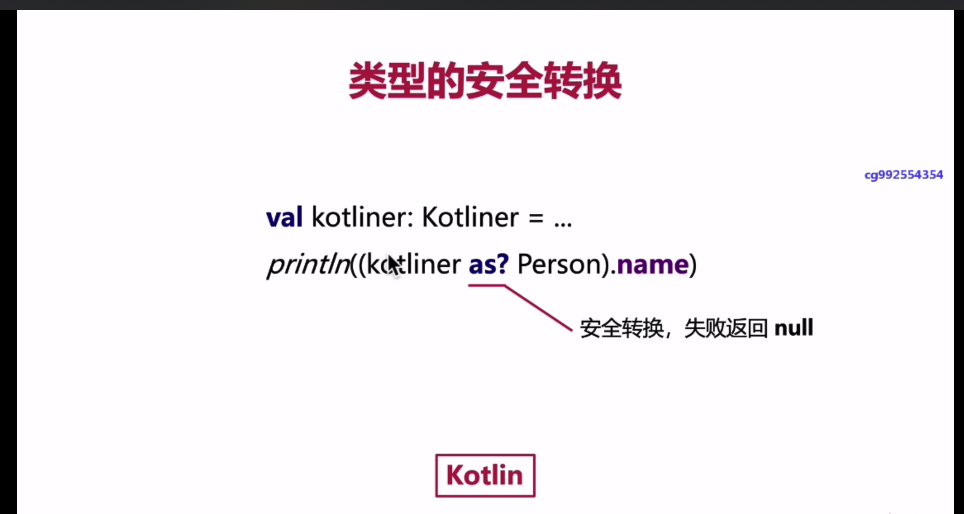 类型的安全转换
cg992554354
val kotliner: Kotliner = ...
println((kotliner as? Person).name)
安全转换，失败返回 null
Kotlin